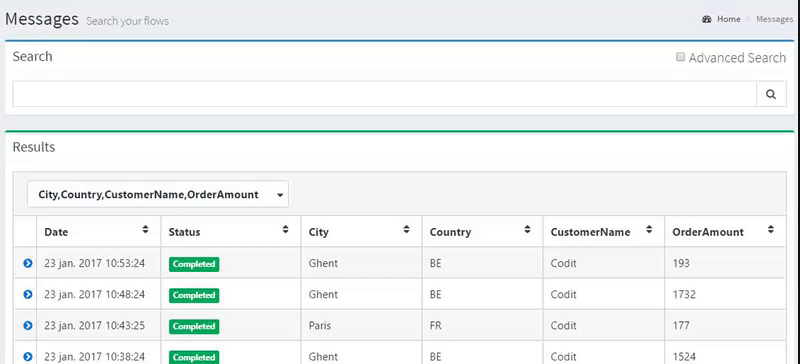 Messages Search your flows Home > Messages
Search Advanced Search
Results
City,Country,CustomerName,OrderAmount
Date Status City Country CustomerName OrderAmount
23 jan. 2017 10:53:24 Completed Ghent BE Codit 193
23 jan. 2017 10:48:24 Completed Ghent BE Codit 1732
23 jan. 2017 10:43:25 Completed Paris FR Codit 177
23 jan. 2017 10:38:24 Completed Ghent BE Codit 1524